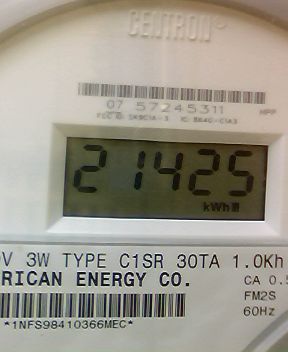 CENTRON®
07 57245311
21425
kWh
V 3W TYPE C1SR 30TA 1.0Kh
RICAN ENERGY CO.
CA 0.5
FM2S
60Hz
*1NFS98410366MEC*